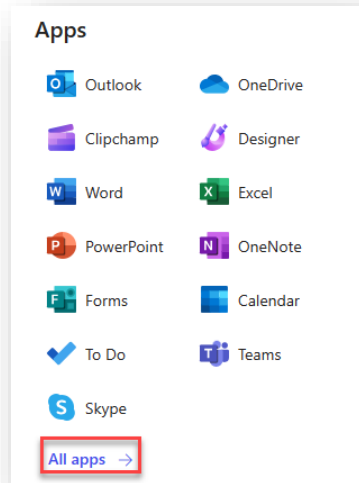 Apps
Outlook OneDrive
Clipchamp Designer
Word Excel
PowerPoint OneNote
Forms Calendar
To Do Teams
Skype
All apps →